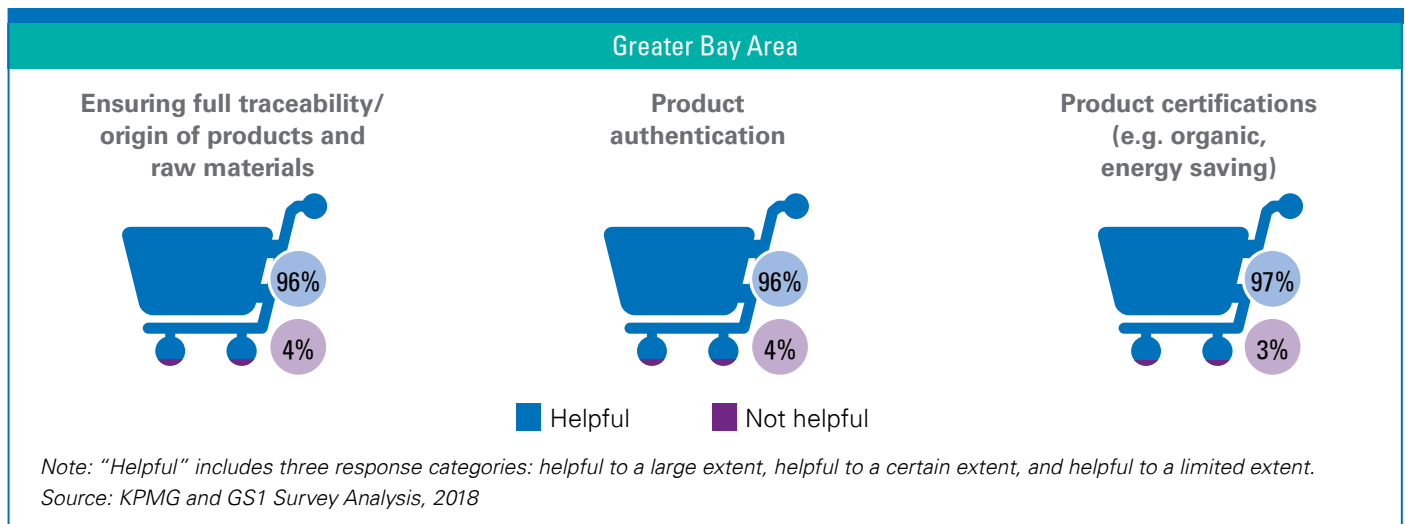 Greater Bay Area
Ensuring full traceability/
origin of products and
raw materials
96%
4%
Product
authentication
96%
4%
Product certifications
(e.g. organic,
energy saving)
97%
3%
Helpful
Not helpful
Note: “Helpful” includes three response categories: helpful to a large extent, helpful to a certain extent, and helpful to a limited extent.
Source: KPMG and GS1 Survey Analysis, 2018